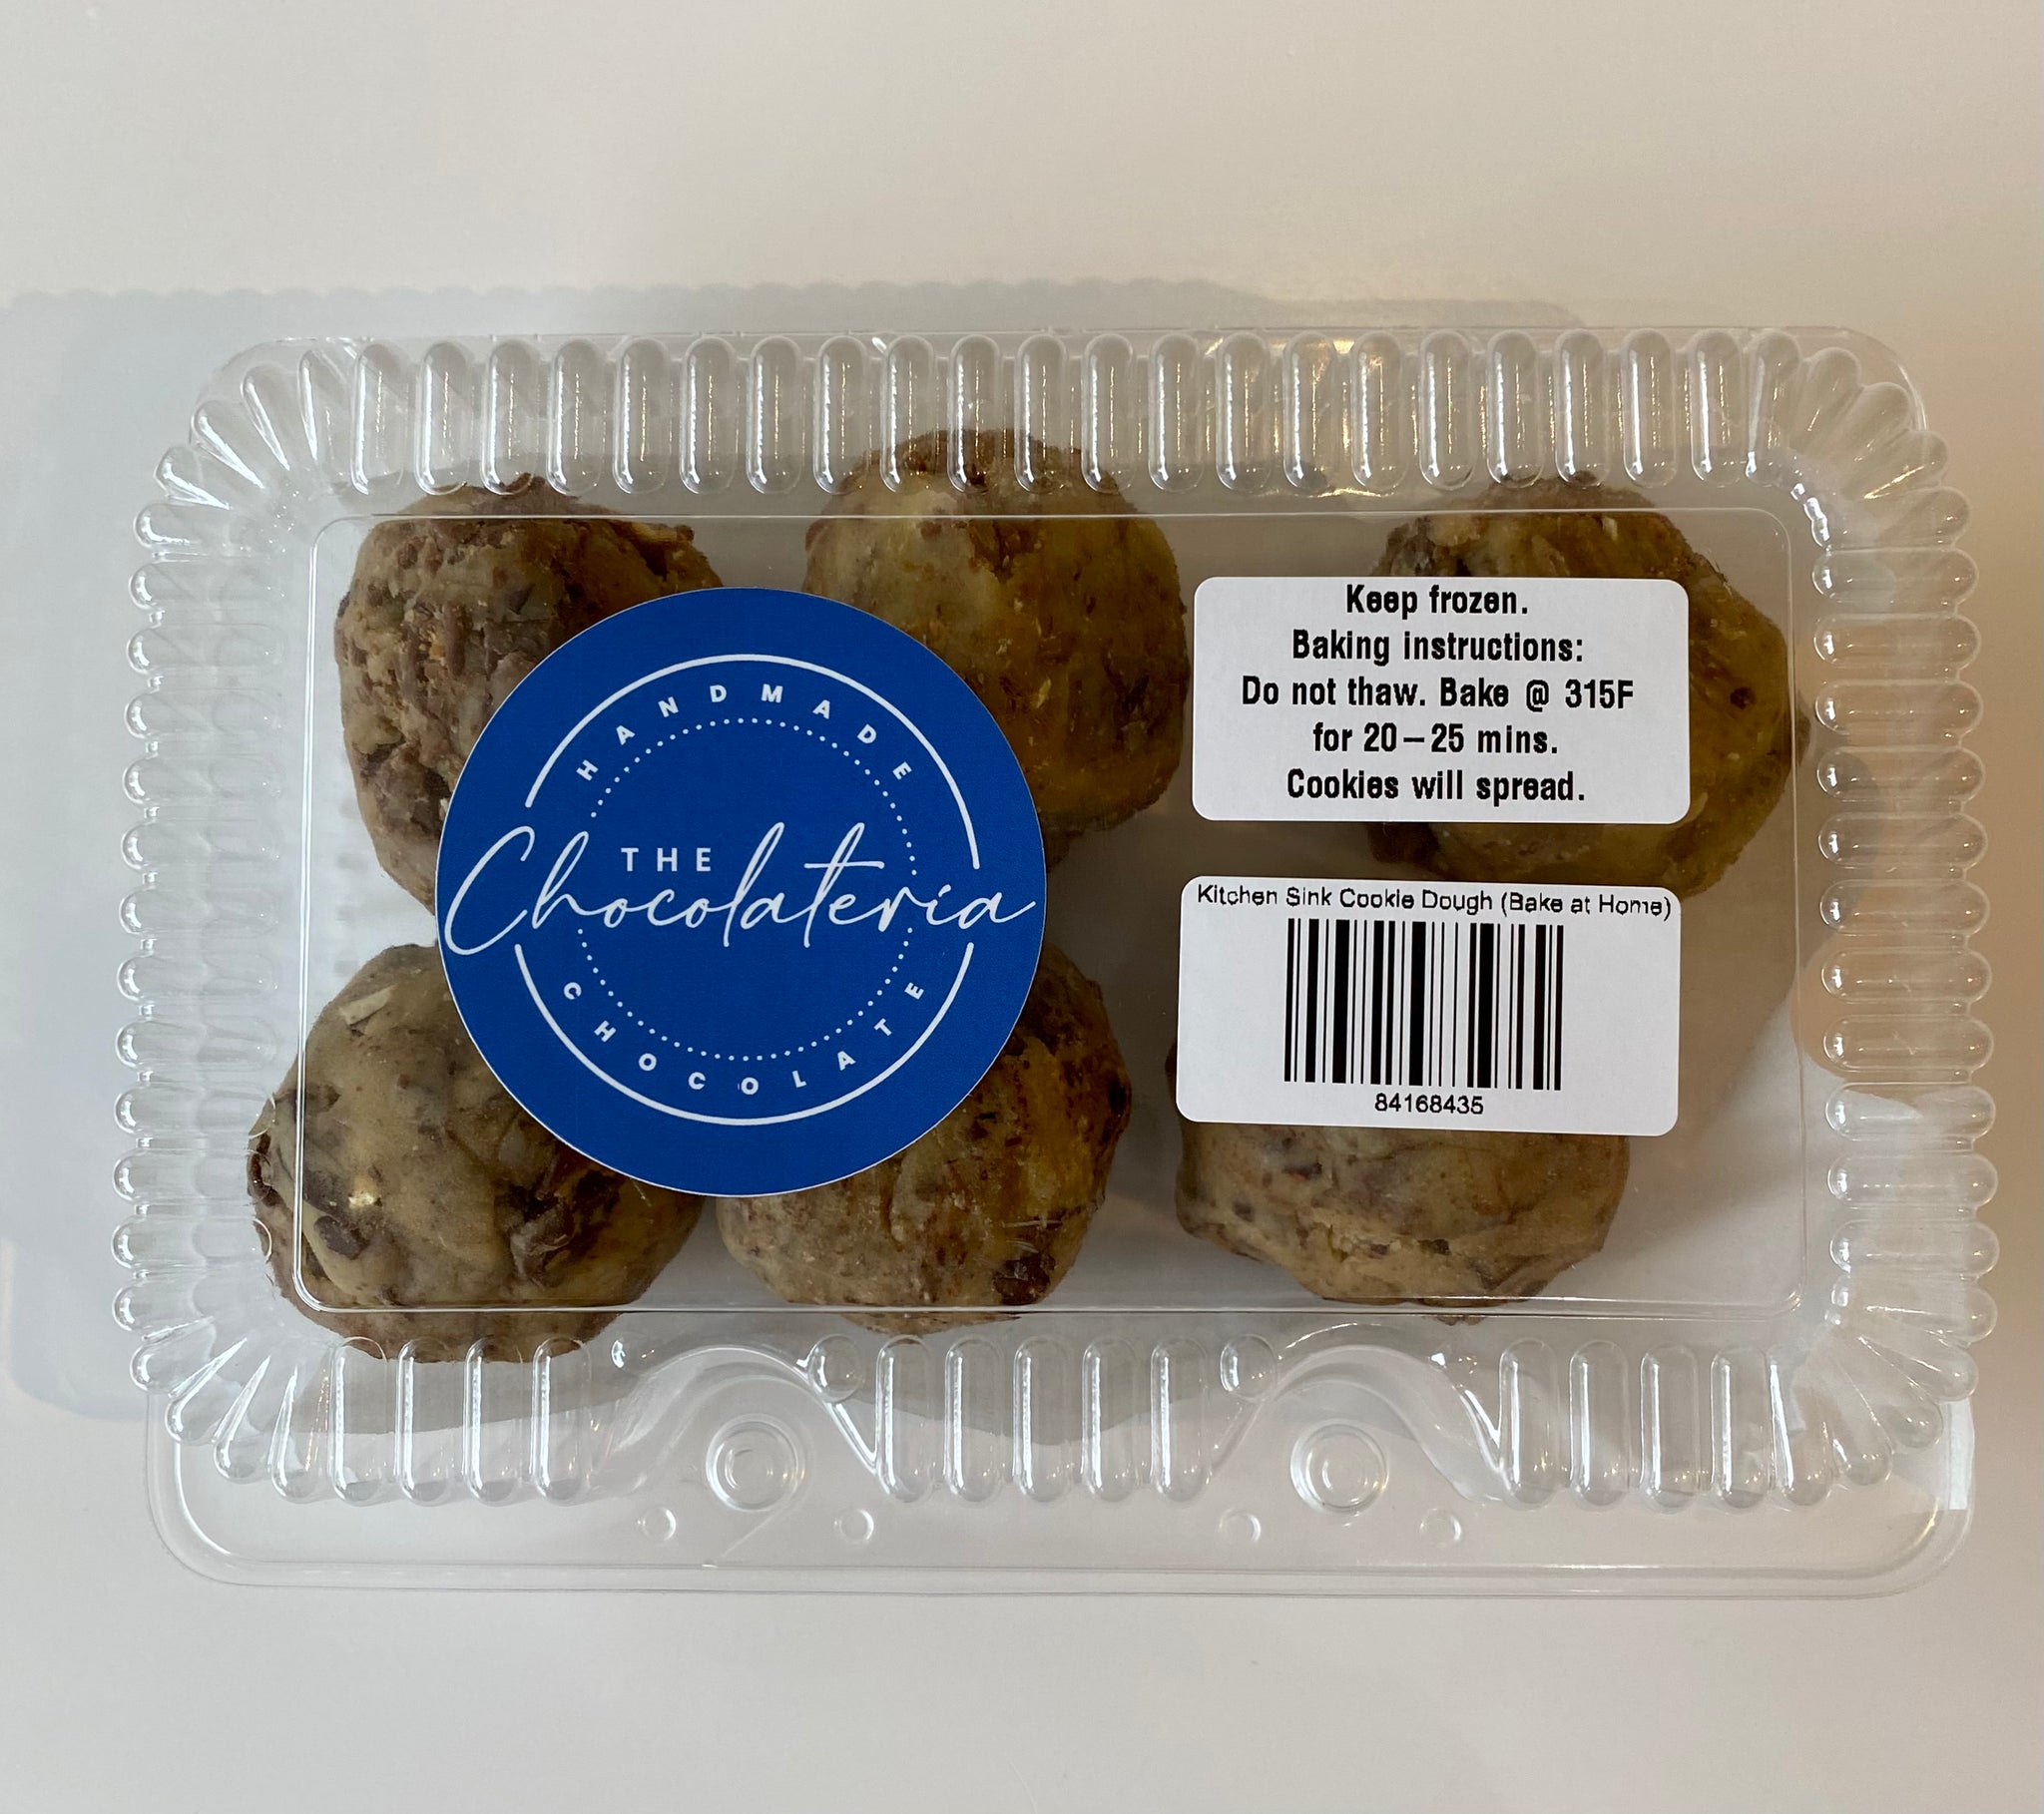 HANDMADE
THE
Chocolateria
CHOCOLATE
Keep frozen.
Baking instructions:
Do not thaw. Bake @ 315F
for 20–25 mins.
Cookies will spread.
Kitchen Sink Cookie Dough (Bake at Home)
84168435